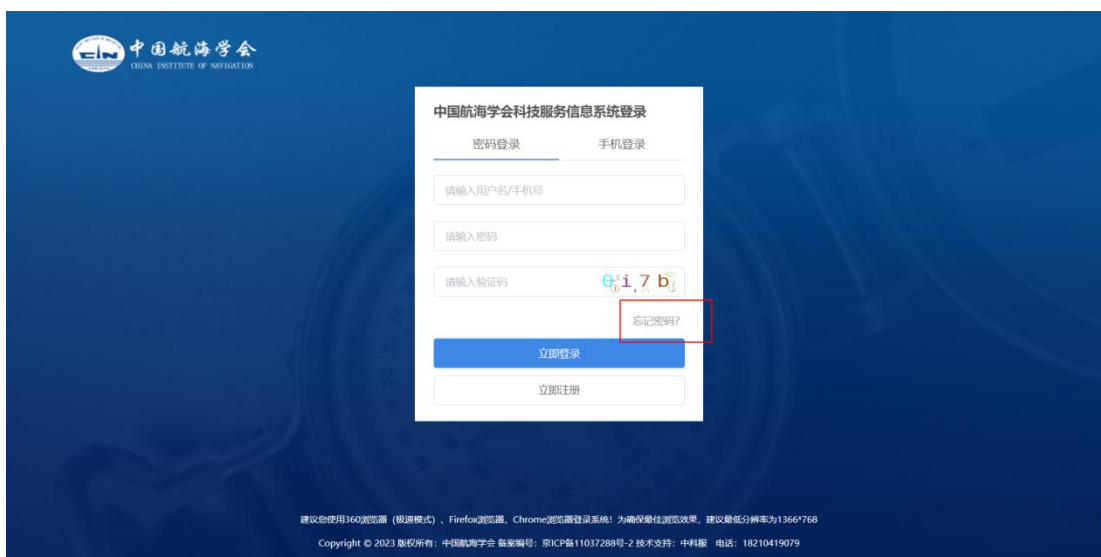 中国航海学会
CHINA INSTITUTE OF NAVIGATION
中国航海学会科技服务信息系统登录
密码登录 手机登录
请输入用户名/手机号
请输入密码
请输入验证码
忘记密码?
立即登录
立即注册
建议您使用360浏览器 (极速模式) 、Firefox浏览器、Chrome浏览器登录系统! 为确保最佳浏览效果, 建议最低分辨率为1366*768
Copyright © 2023 版权所有: 中国航海学会 备案编号: 京ICP备11037288号-2 技术支持: 中科服 电话: 18210419079